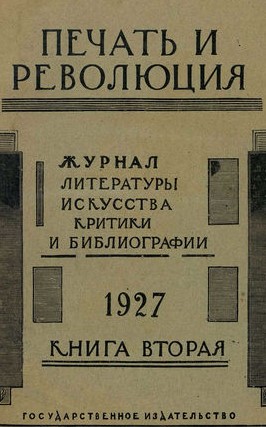 ПЕЧАТЬ И
РЕВОЛЮЦИЯ
ЖУРНАЛ
ЛИТЕРАТУРЫ
ИСКУССТВА
КРИТИКИ
И БИБЛИОГРАФИИ
1927
КНИГА ВТОРАЯ
ГОСУДАРСТВЕННОЕ ИЗДАТЕЛЬСТВО